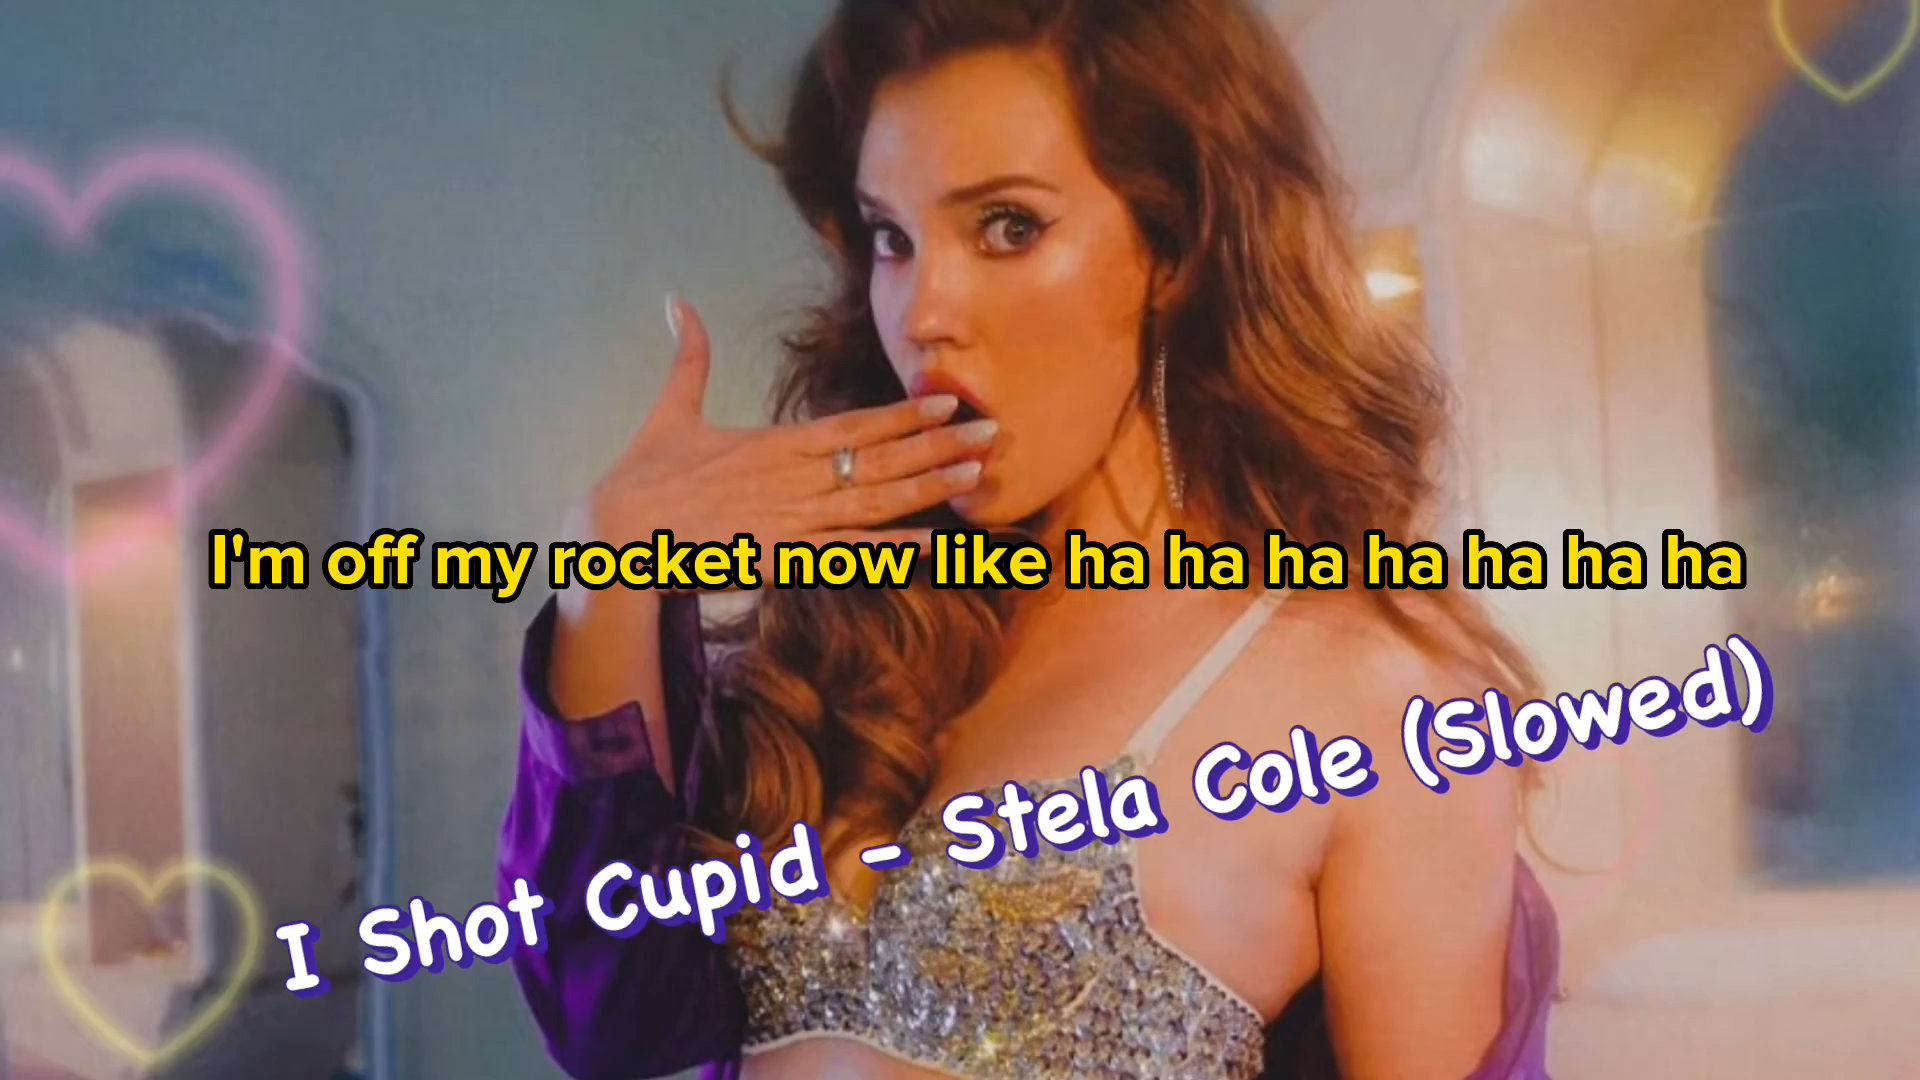 I'm off my rocket now like ha ha ha ha ha ha ha
I Shot Cupid - Stela Cole (Slowed)